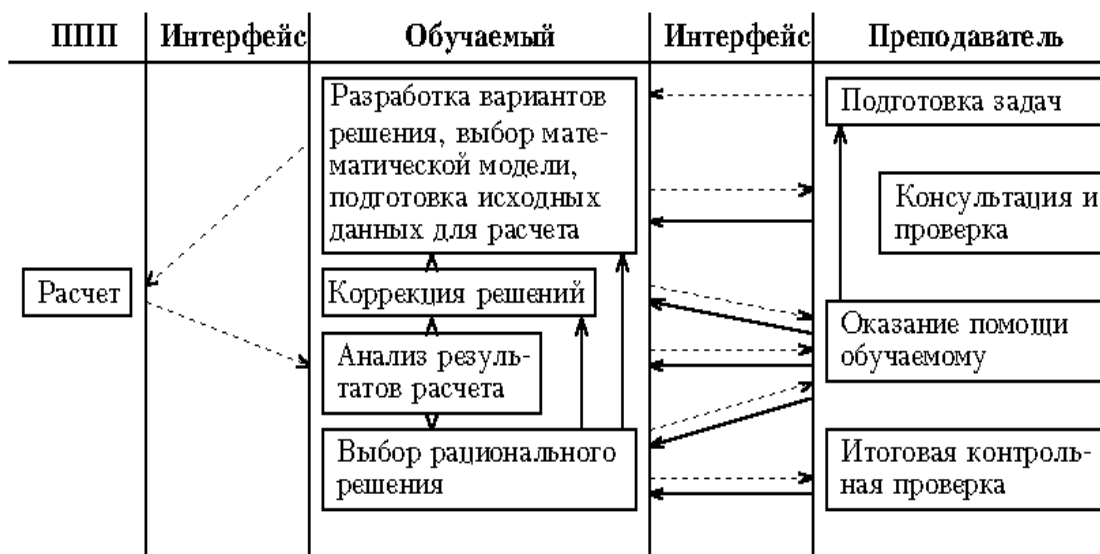 ППП
Интерфейс
Обучаемый
Интерфейс
Преподаватель
Разработка вариантов
решения, выбор мате-
матической модели,
подготовка исходных
данных для расчета
Подготовка задач
Консультация и
проверка
Расчет
Коррекция решений
Анализ резуль-
татов расчета
Оказание помощи
обучаемому
Выбор рационального
решения
Итоговая контроль-
ная проверка